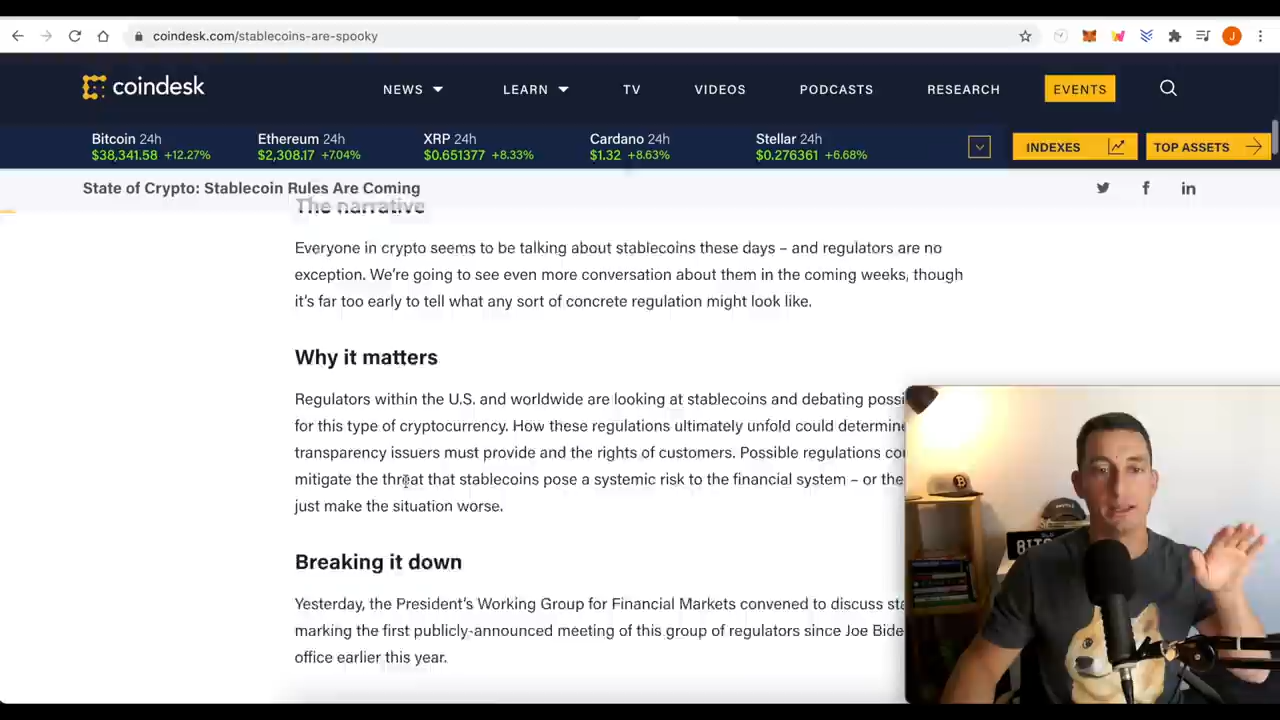 coindesk.com/stablecoins-are-spooky
J
coindesk
NEWS
LEARN
TV
VIDEOS
PODCASTS
RESEARCH
EVENTS
Bitcoin 24h
$38,341.58 +12.27%
Ethereum 24h
$2,308.17 +7.04%
XRP 24h
$0.651377 +8.33%
Cardano 24h
$1.32 +8.63%
Stellar 24h
$0.276361 +6.68%
INDEXES
TOP ASSETS
State of Crypto: Stablecoin Rules Are Coming
The narrative
Everyone in crypto seems to be talking about stablecoins these days – and regulators are no
exception. We’re going to see even more conversation about them in the coming weeks, though
it’s far too early to tell what any sort of concrete regulation might look like.
Why it matters
Regulators within the U.S. and worldwide are looking at stablecoins and debating possi
for this type of cryptocurrency. How these regulations ultimately unfold could determine
transparency issuers must provide and the rights of customers. Possible regulations co
mitigate the threat that stablecoins pose a systemic risk to the financial system – or the
just make the situation worse.
Breaking it down
Yesterday, the President’s Working Group for Financial Markets convened to discuss sta
marking the first publicly-announced meeting of this group of regulators since Joe Bide
office earlier this year.
BITC